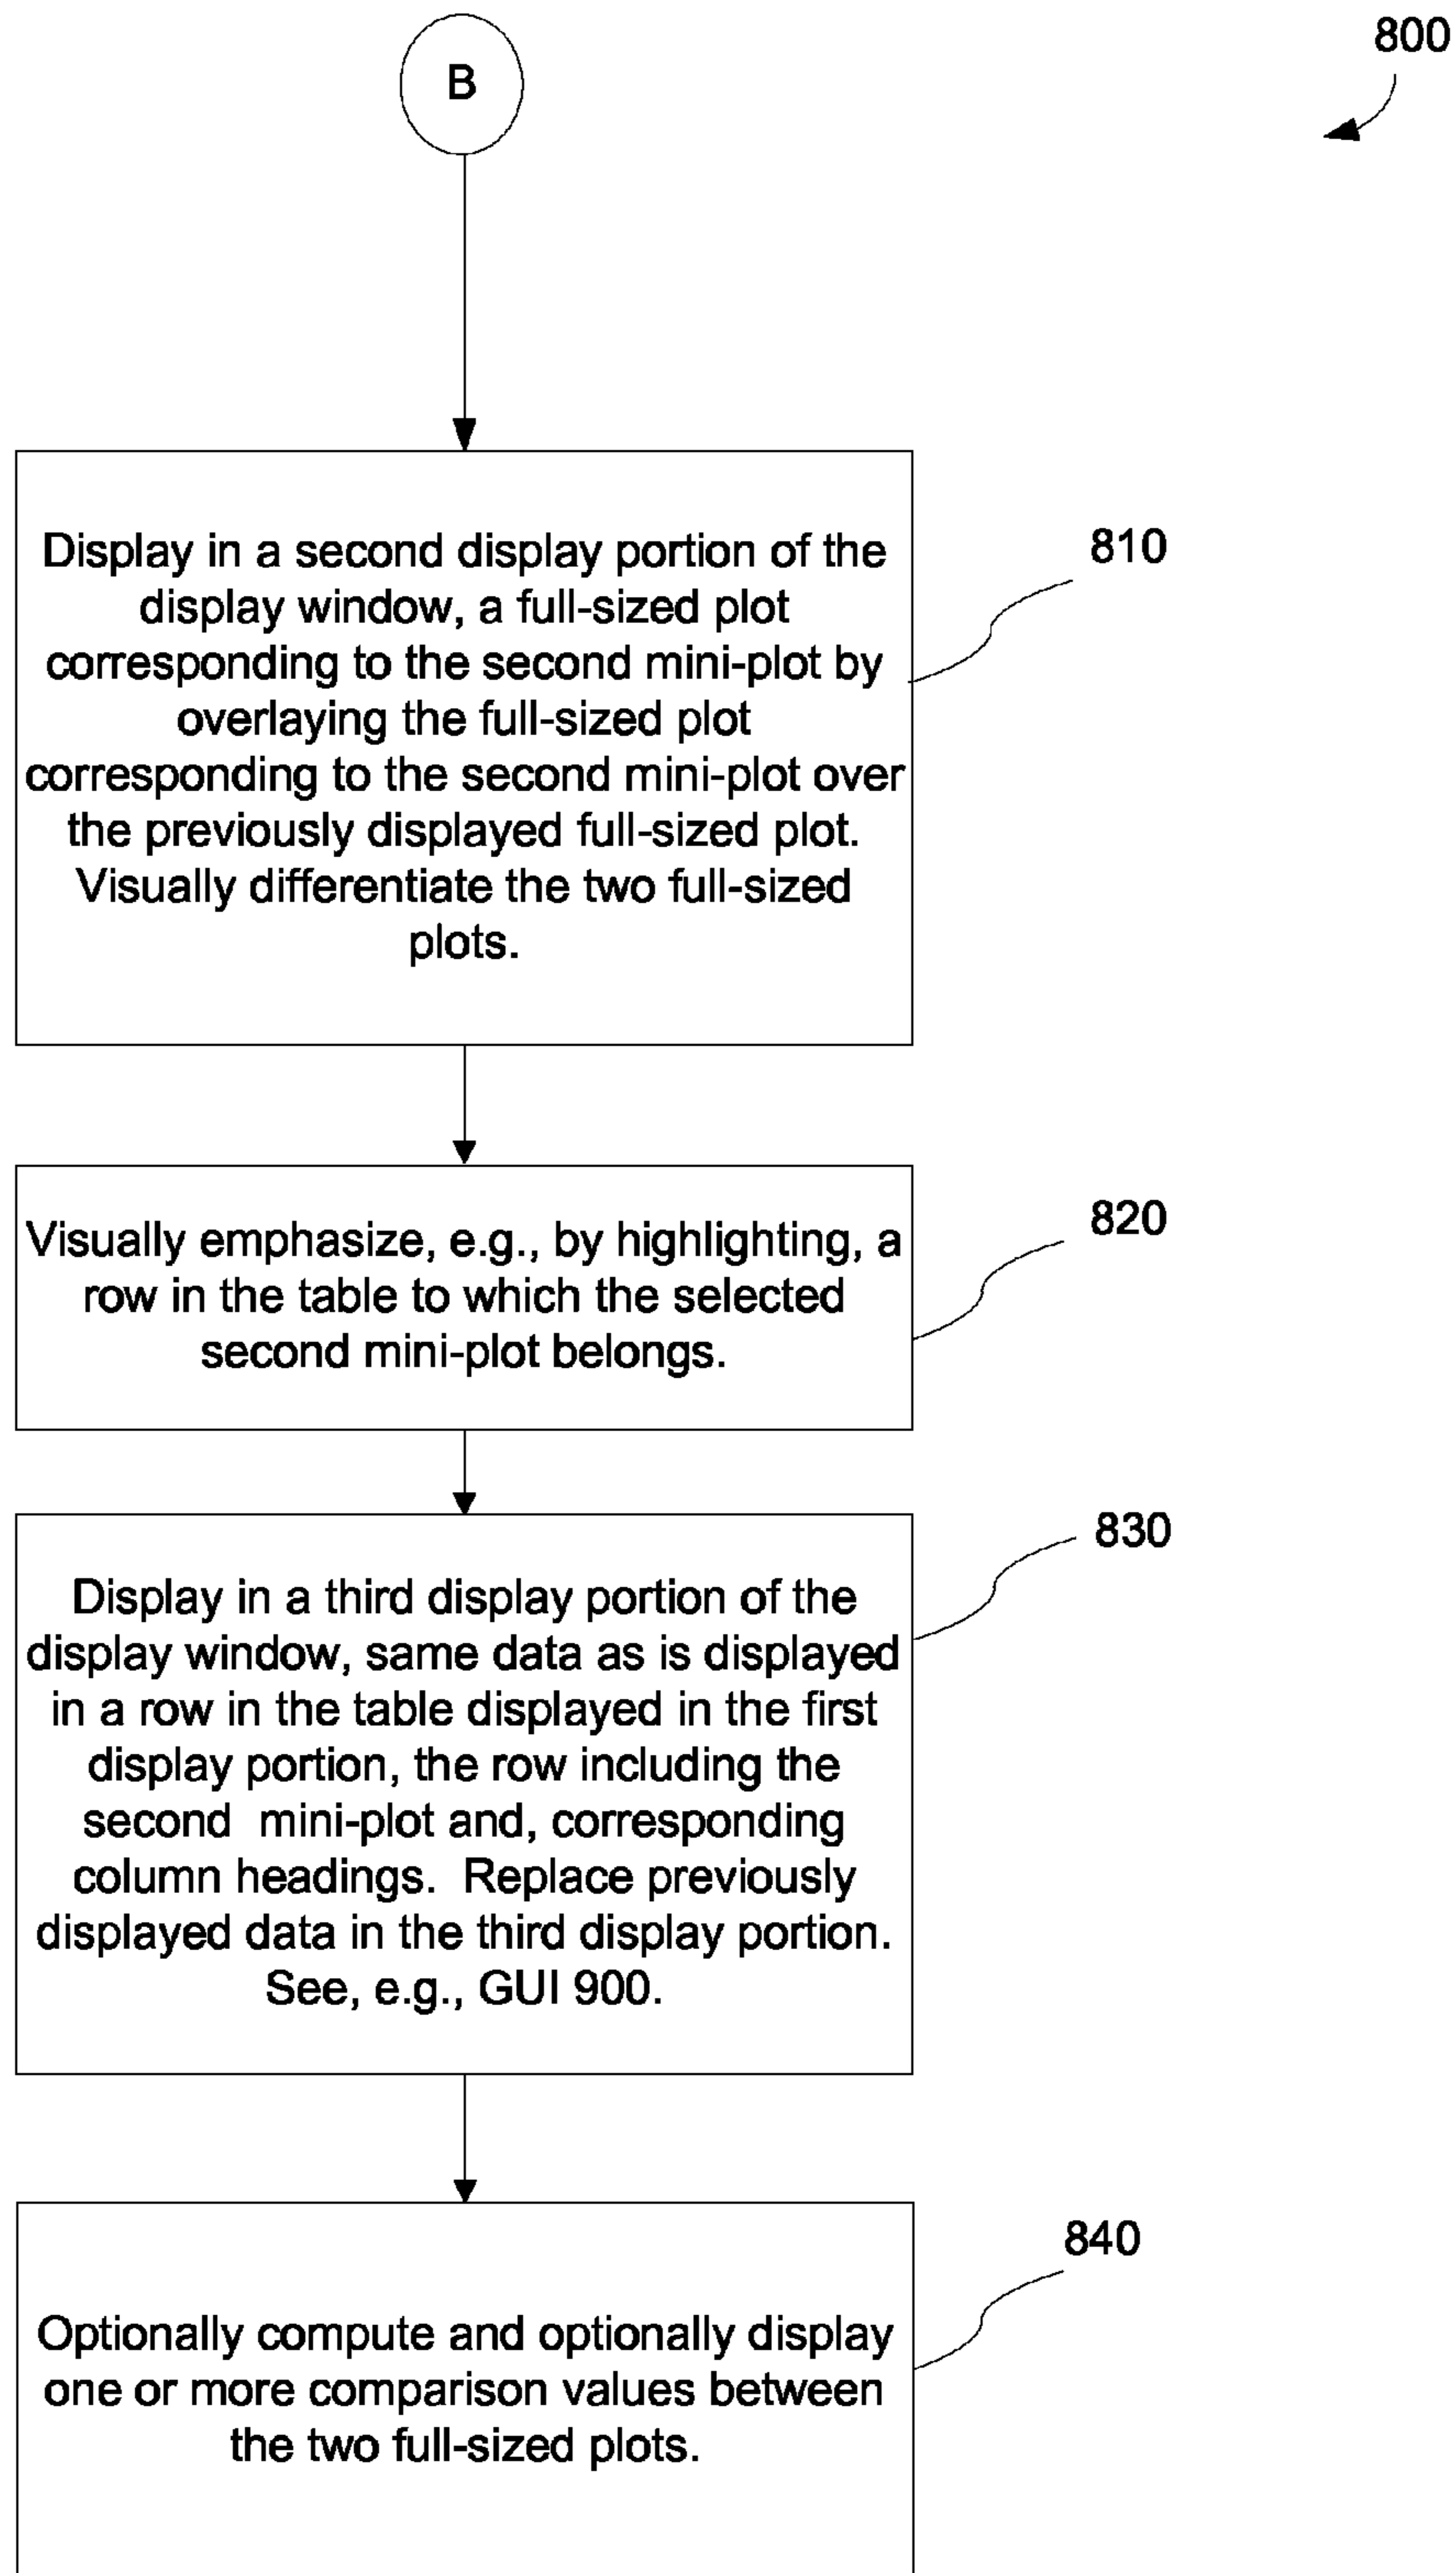 800
B
Display in a second display portion of the
display window, a full-sized plot
corresponding to the second mini-plot by
overlaying the full-sized plot
corresponding to the second mini-plot over
the previously displayed full-sized plot.
Visually differentiate the two full-sized
plots.
810
Visually emphasize, e.g., by highlighting, a
row in the table to which the selected
second mini-plot belongs.
820
Display in a third display portion of the
display window, same data as is displayed
in a row in the table displayed in the first
display portion, the row including the
second  mini-plot and, corresponding
column headings.  Replace previously
displayed data in the third display portion.
See, e.g., GUI 900.
830
Optionally compute and optionally display
one or more comparison values between
the two full-sized plots.
840